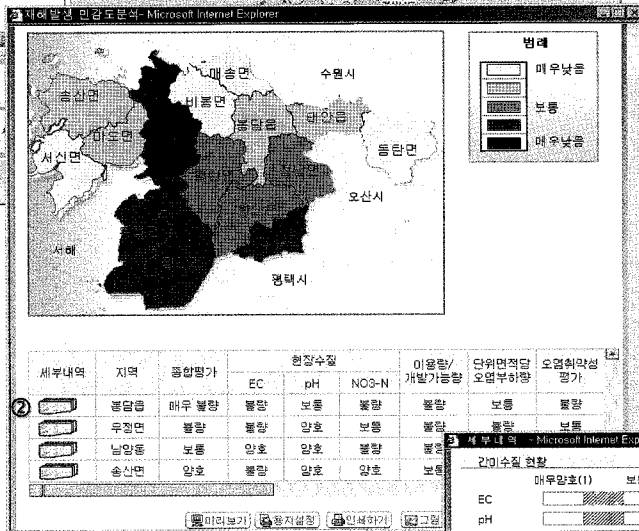 재해발생 민감도분석- Microsoft Internet Explorer
범례
매우낮음
보통
매우낮음
매송면
수원시
송산면
비봉면
마도면
봉담읍
태안읍
서신면
동탄면
오산시
서해
평택시
세부내역 지역 종합평가 현장수질 이용량/개발가능량 단위면적당 오염부하량 오염취약성 평가
EC pH NO3-N
② 봉담읍 매우 불량 불량 보통 불량 불량 보통 불량
우정면 불량 불량 양호 보통 불량 불량 보통
남양동 보통 양호 양호 불량
송산면 양호 불량 양호 양호
미리보기 용지설정 인쇄하기 그림
세부내역 - Microsoft Internet Exp
간이수질 현황
매우양호(1)
EC
pH